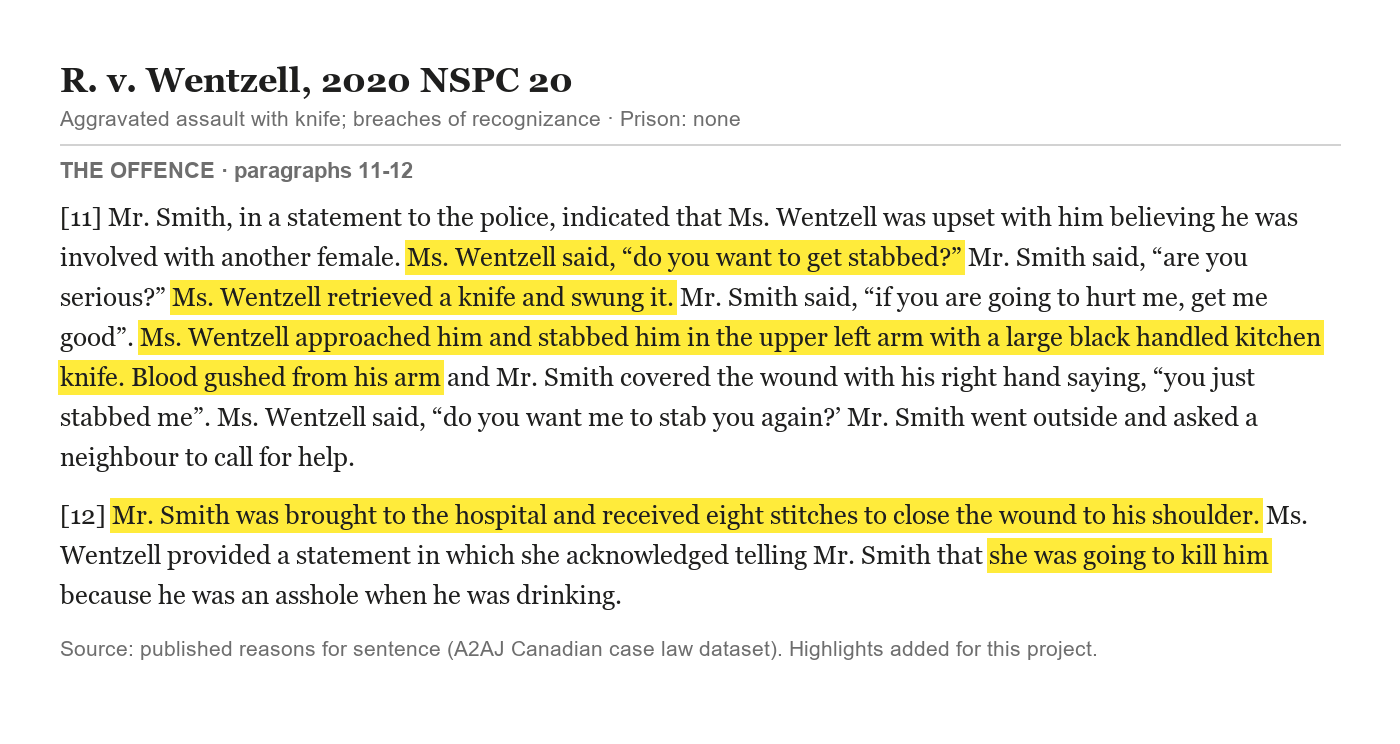 R. v. Wentzell, 2020 NSPC 20
Aggravated assault with knife; breaches of recognizance · Prison: none
THE OFFENCE · paragraphs 11-12
[11] Mr. Smith, in a statement to the police, indicated that Ms. Wentzell was upset with him believing he was
involved with another female. Ms. Wentzell said, “do you want to get stabbed?” Mr. Smith said, “are you
serious?” Ms. Wentzell retrieved a knife and swung it. Mr. Smith said, “if you are going to hurt me, get me
good”. Ms. Wentzell approached him and stabbed him in the upper left arm with a large black handled kitchen
knife. Blood gushed from his arm and Mr. Smith covered the wound with his right hand saying, “you just
stabbed me”. Ms. Wentzell said, “do you want me to stab you again?’ Mr. Smith went outside and asked a
neighbour to call for help.
[12] Mr. Smith was brought to the hospital and received eight stitches to close the wound to his shoulder. Ms.
Wentzell provided a statement in which she acknowledged telling Mr. Smith that she was going to kill him
because he was an asshole when he was drinking.
Source: published reasons for sentence (A2AJ Canadian case law dataset). Highlights added for this project.